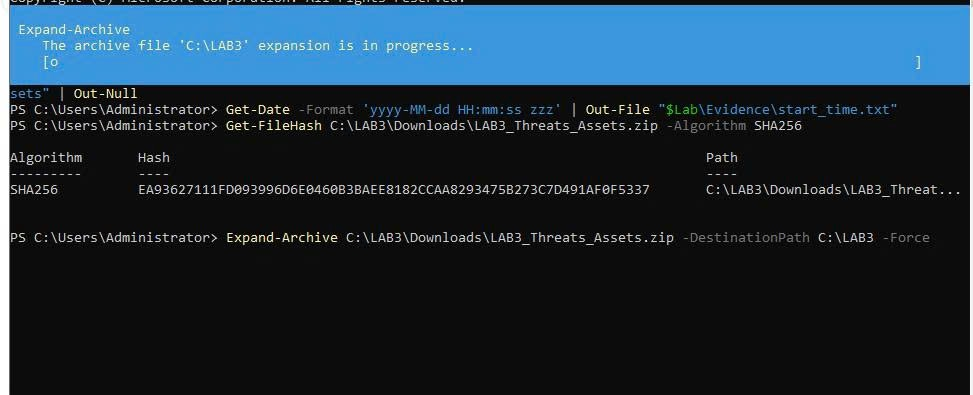 Copyright (C) Microsoft Corporation. All rights reserved.
Expand-Archive
The archive file 'C:\LAB3' expansion is in progress...
[o ]
sets" | Out-Null
PS C:\Users\Administrator> Get-Date -Format 'yyyy-MM-dd HH:mm:ss zzz' | Out-File "$Lab\Evidence\start_time.txt"
PS C:\Users\Administrator> Get-FileHash C:\LAB3\Downloads\LAB3_Threats_Assets.zip -Algorithm SHA256
Algorithm Hash Path
--------- ---- ----
SHA256 EA93627111FD093996D6E0460B3BAEE8182CCAA8293475B273C7D491AF0F5337 C:\LAB3\Downloads\LAB3_Threat...
PS C:\Users\Administrator> Expand-Archive C:\LAB3\Downloads\LAB3_Threats_Assets.zip -DestinationPath C:\LAB3 -Force